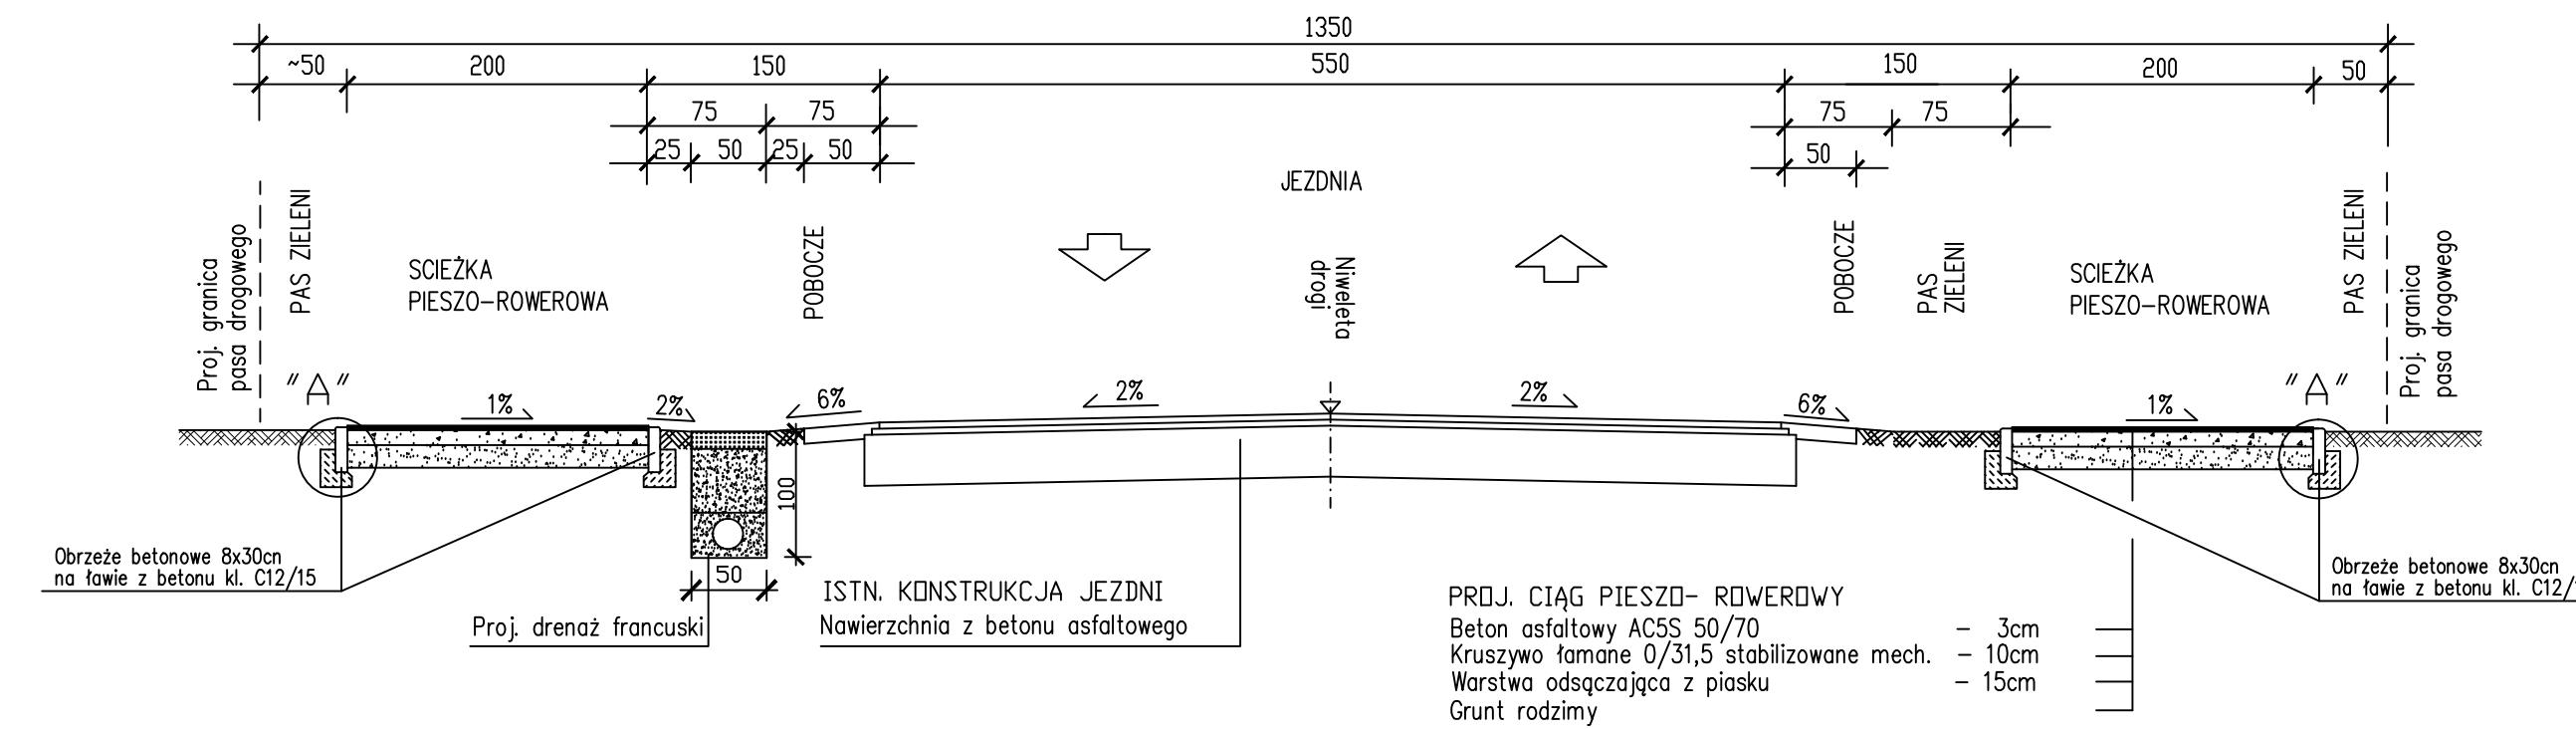 1350
~50 200 150 550 150 200 50
75 75 75 75
25 50 25 50 50
JEZDNIA
Proj. granica
pasa drogowego
PAS ZIELENI
SCIEŻKA
PIESZO-ROWEROWA
POBOCZE
Niweleta
drogi
POBOCZE
PAS
ZIELENI
SCIEŻKA
PIESZO-ROWEROWA
PAS ZIELENI
Proj. granica
pasa drogowego
"A" 1% 2% 6% 2% 2% 6% 1% "A"
100
50
Obrzeże betonowe 8x30cn
na ławie z betonu kl. C12/15
Proj. drenaż francuski
ISTN. KONSTRUKCJA JEZDNI
Nawierzchnia z betonu asfaltowego
PROJ. CIĄG PIESZO- ROWEROWY
Beton asfaltowy AC5S 50/70 - 3cm
Kruszywo łamane 0/31,5 stabilizowane mech. - 10cm
Warstwa odsączająca z piasku - 15cm
Grunt rodzimy
Obrzeże betonowe 8x30cn
na ławie z betonu kl. C12/